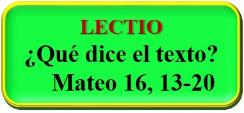 LECTIO
¿Qué dice el texto?
Mateo 16, 13-20